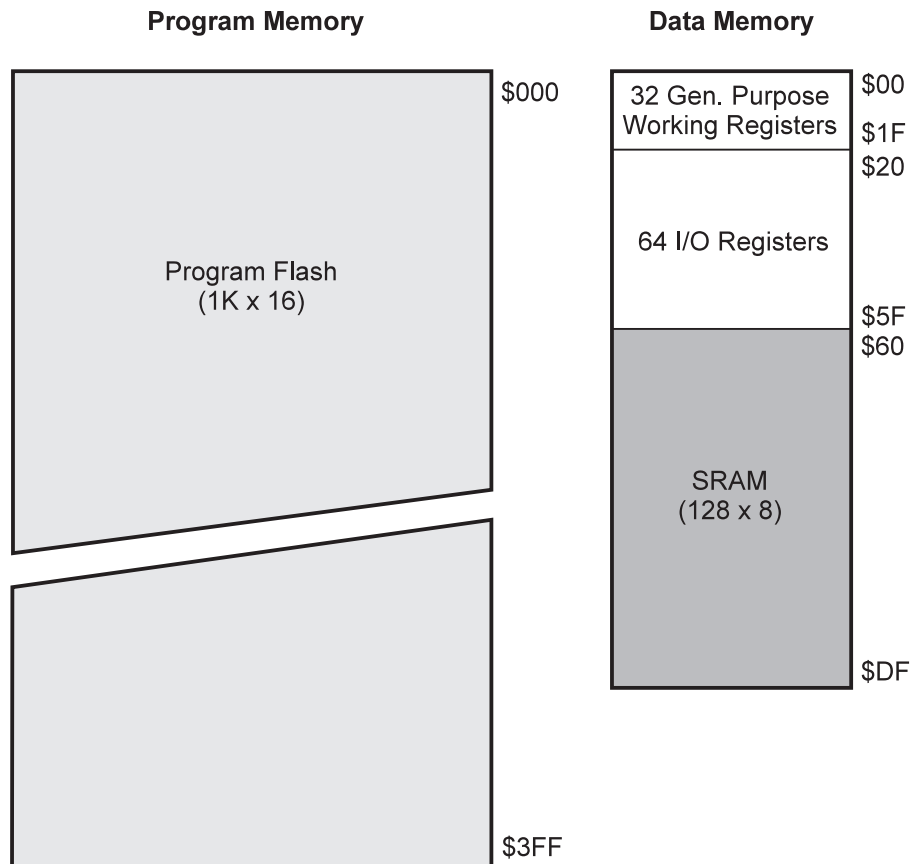 Program Memory
$000
Program Flash
(1K x 16)
$3FF
Data Memory
32 Gen. Purpose
Working Registers
$00
$1F
$20
64 I/O Registers
$5F
$60
SRAM
(128 x 8)
$DF